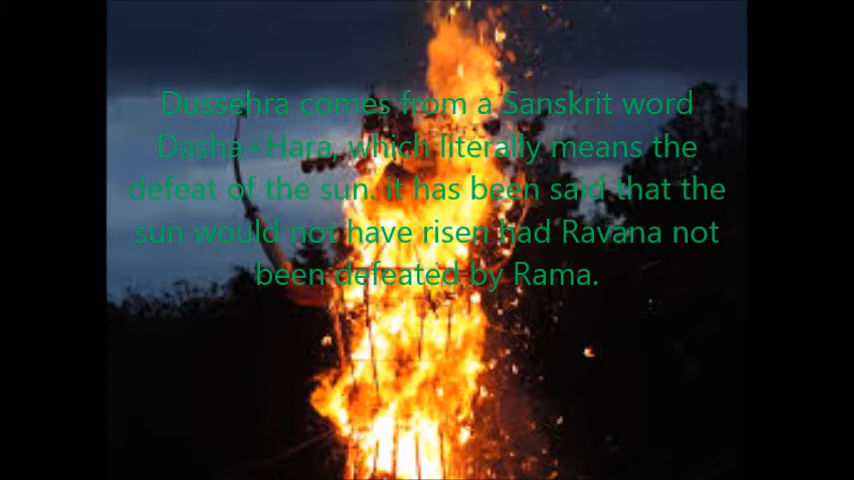 Dussehra comes from a Sanskrit word
Dasha+Hara, which literally means the
defeat of the sun. it has been said that the
sun would not have risen had Ravana not
been defeated by Rama.